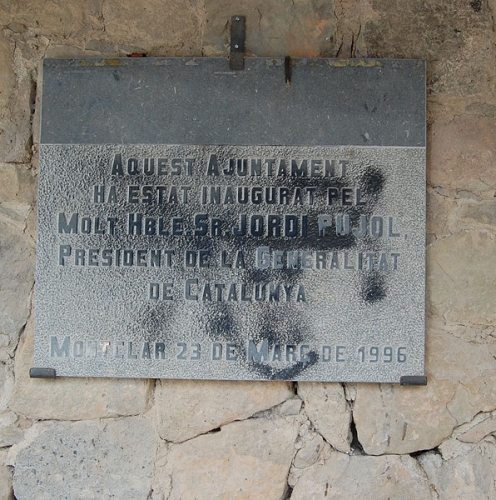 AQUEST AJUNTAMENT
HA ESTAT INAUGURAT PEL
MOLT HBLE. SR. JORDI PUJOL,
PRESIDENT DE LA GENERALITAT
DE CATALUNYA
MONTCLAR 23 DE MARÇ DE 1996